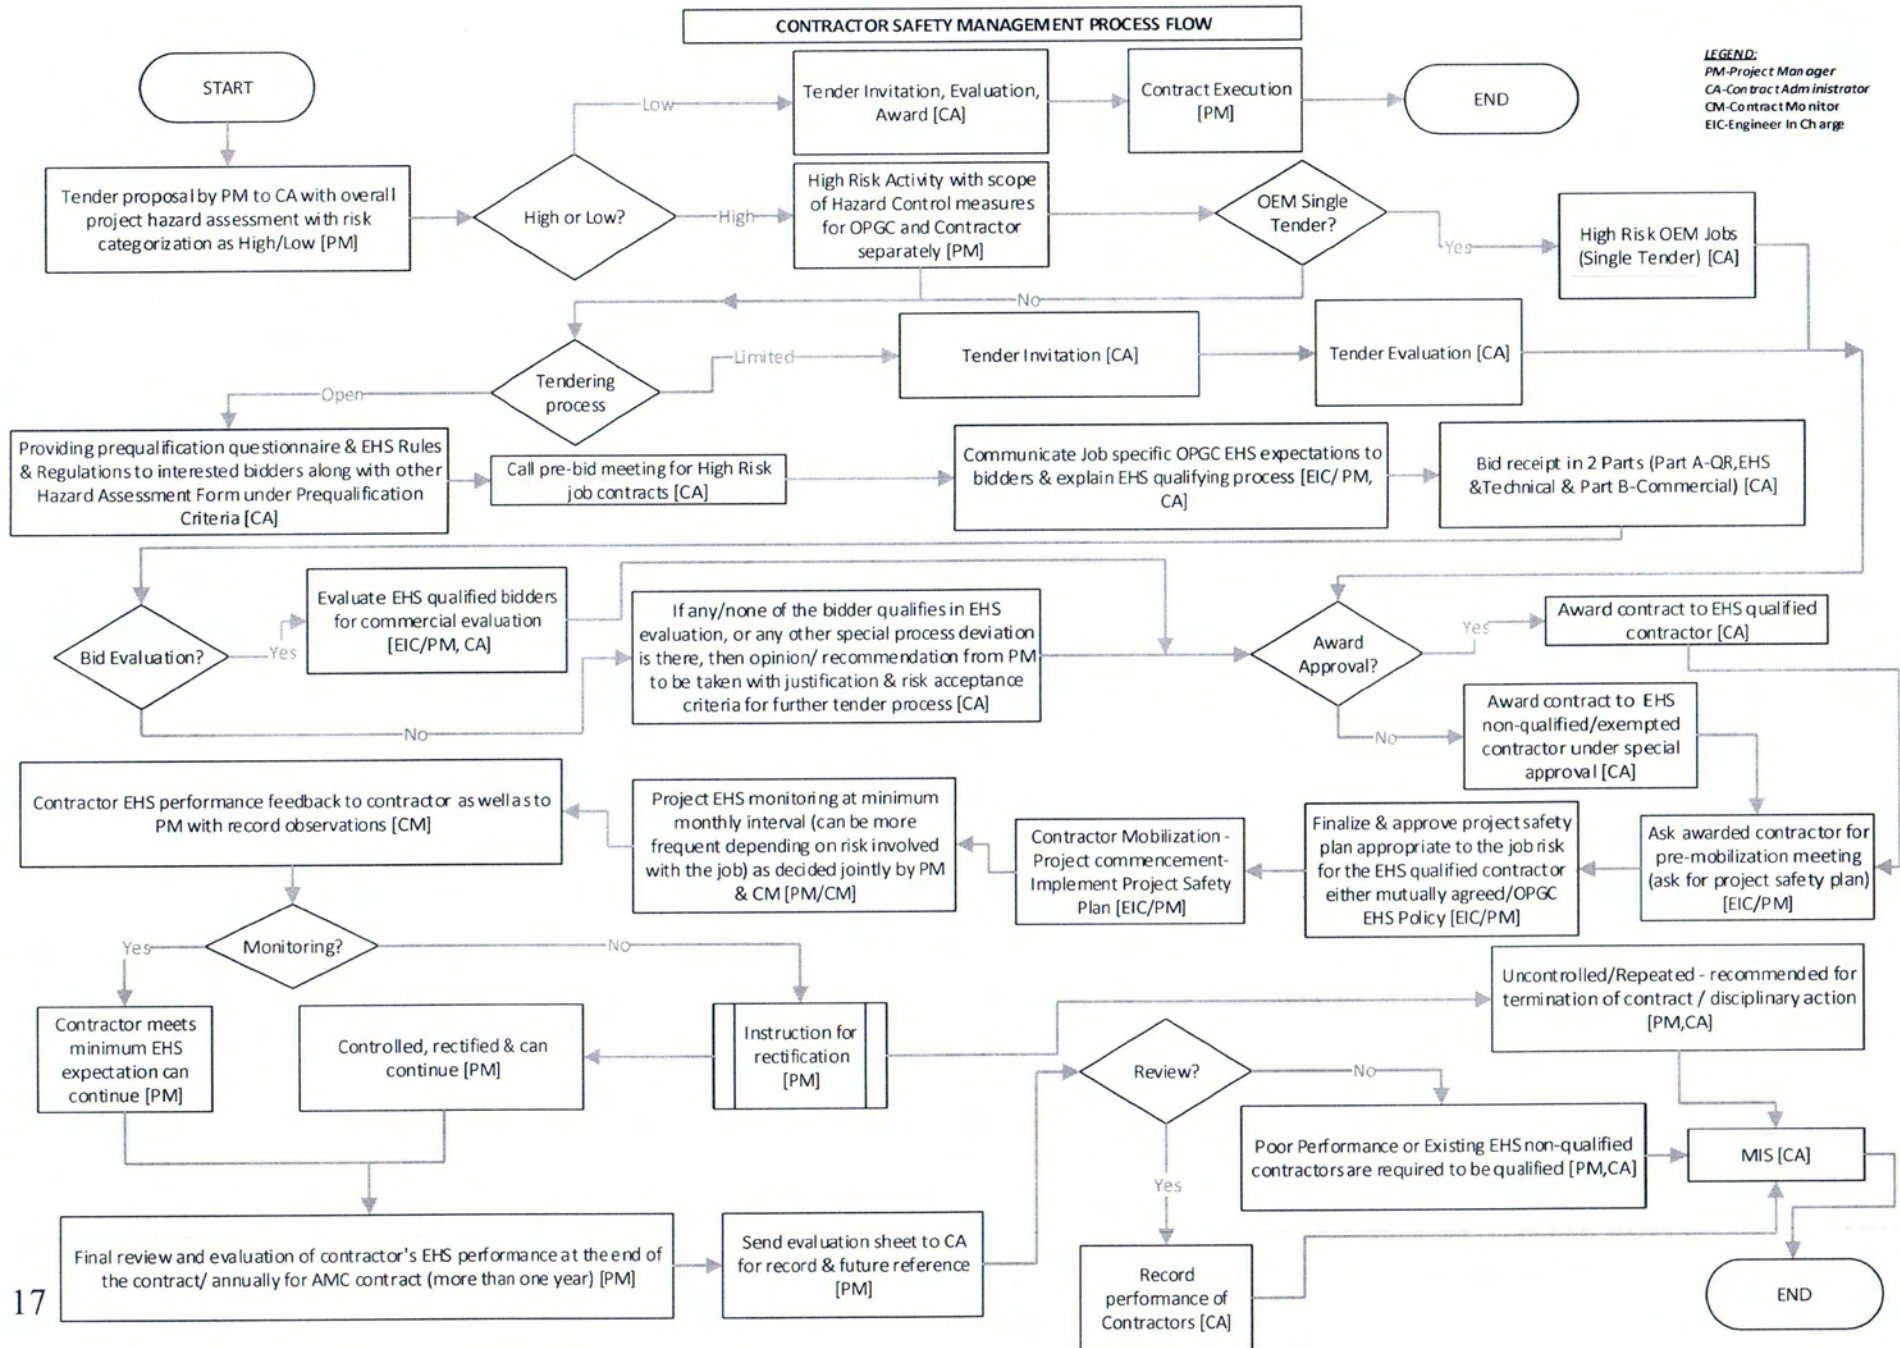 CONTRACTOR SAFETY MANAGEMENT PROCESS FLOW
LEGEND:
PM-Project Manager
CA-Contract Administrator
CM-Contract Monitor
EIC-Engineer In Charge
START
Low
Tender Invitation, Evaluation,
Award [CA]
Contract Execution
[PM]
END
Tender proposal by PM to CA with overall
project hazard assessment with risk
categorization as High/Low [PM]
High or Low?
High
High Risk Activity with scope
of Hazard Control measures
for OPGC and Contractor
separately [PM]
OEM Single
Tender?
Yes
High Risk OEM Jobs
(Single Tender) [CA]
No
Tendering
process
Limited
Tender Invitation [CA]
Tender Evaluation [CA]
Open
Providing prequalification questionnaire & EHS Rules
& Regulations to interested bidders along with other
Hazard Assessment Form under Prequalification
Criteria [CA]
Call pre-bid meeting for High Risk
job contracts [CA]
Communicate Job specific OPGC EHS expectations to
bidders & explain EHS qualifying process [EIC/ PM,
CA]
Bid receipt in 2 Parts (Part A-QR,EHS
&Technical & Part B-Commercial) [CA]
Bid Evaluation?
Yes
Evaluate EHS qualified bidders
for commercial evaluation
[EIC/PM, CA]
If any/none of the bidder qualifies in EHS
evaluation, or any other special process deviation
is there, then opinion/ recommendation from PM
to be taken with justification & risk acceptance
criteria for further tender process [CA]
No
Award
Approval?
Yes
Award contract to EHS qualified
contractor [CA]
No
Award contract to EHS
non-qualified/exempted
contractor under special
approval [CA]
Contractor EHS performance feedback to contractor as well as to
PM with record observations [CM]
Project EHS monitoring at minimum
monthly interval (can be more
frequent depending on risk involved
with the job) as decided jointly by PM
& CM [PM/CM]
Contractor Mobilization -
Project commencement-
Implement Project Safety
Plan [EIC/PM]
Finalize & approve project safety
plan appropriate to the job risk
for the EHS qualified contractor
either mutually agreed/OPGC
EHS Policy [EIC/PM]
Ask awarded contractor for
pre-mobilization meeting
(ask for project safety plan)
[EIC/PM]
Monitoring?
Yes
No
Contractor meets
minimum EHS
expectation can
continue [PM]
Controlled, rectified & can
continue [PM]
Instruction for
rectification
[PM]
Uncontrolled/Repeated - recommended for
termination of contract / disciplinary action
[PM,CA]
Review?
No
Poor Performance or Existing EHS non-qualified
contractors are required to be qualified [PM,CA]
MIS [CA]
Yes
Final review and evaluation of contractor's EHS performance at the end of
the contract/ annually for AMC contract (more than one year) [PM]
Send evaluation sheet to CA
for record & future reference
[PM]
Record
performance of
Contractors [CA]
END
17